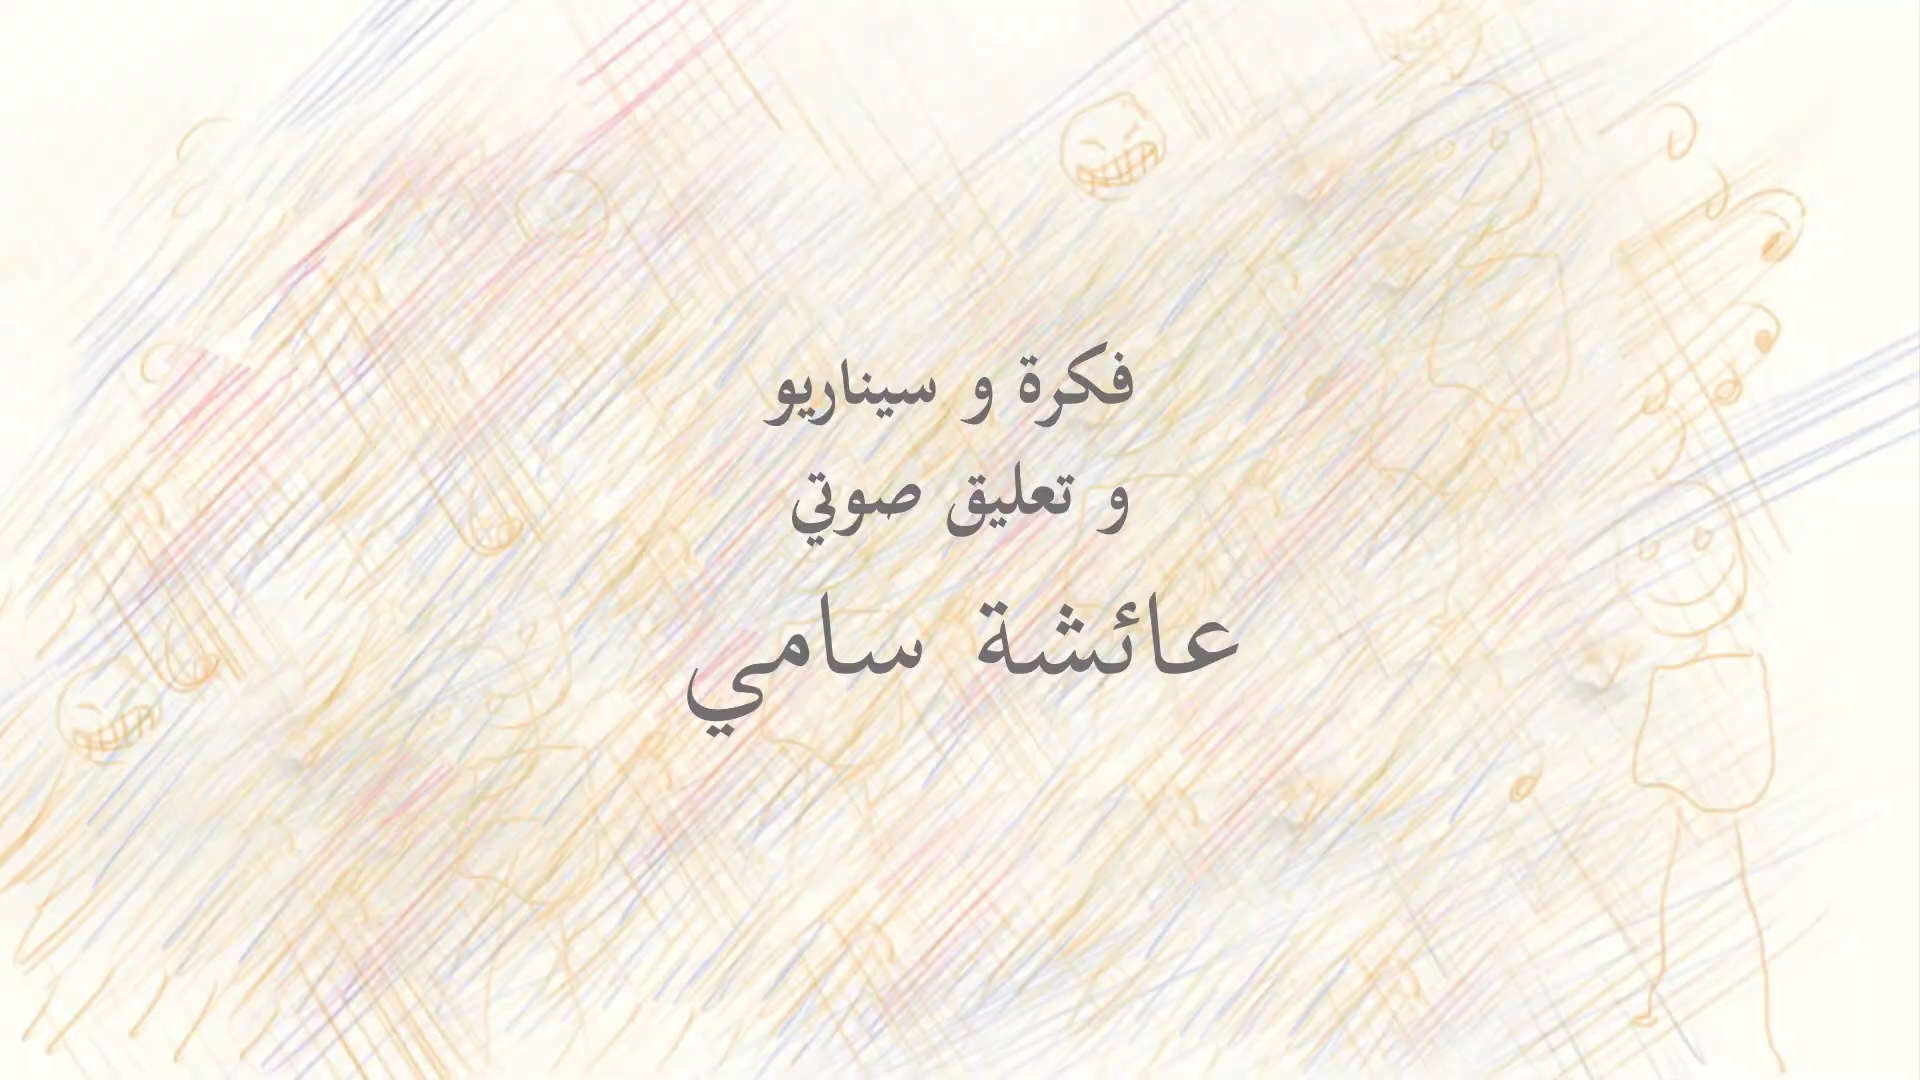 فكرة و سيناريو
و تعليق صوتي
عائشة سامي